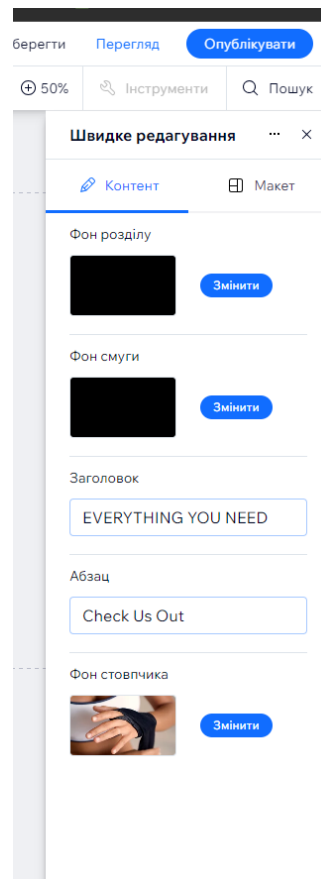 берегти Перегляд Опублікувати
50% Інструменти Пошук
Швидке редагування ... ×
Контент Макет
Фон розділу
Змінити
Фон смуги
Змінити
Заголовок
EVERYTHING YOU NEED
Абзац
Check Us Out
Фон стовпчика
Змінити